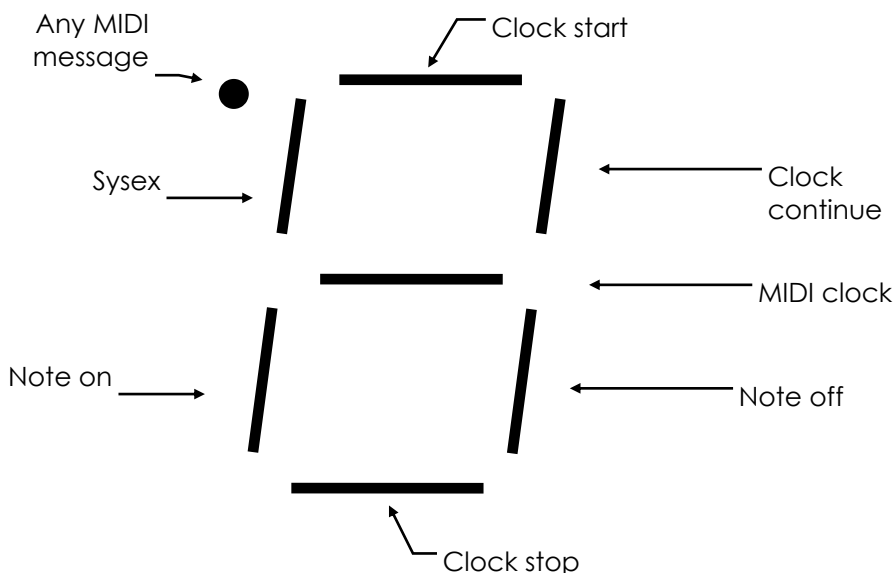 Any MIDI
message
Clock start
Sysex
Clock
continue
MIDI clock
Note on
Note off
Clock stop